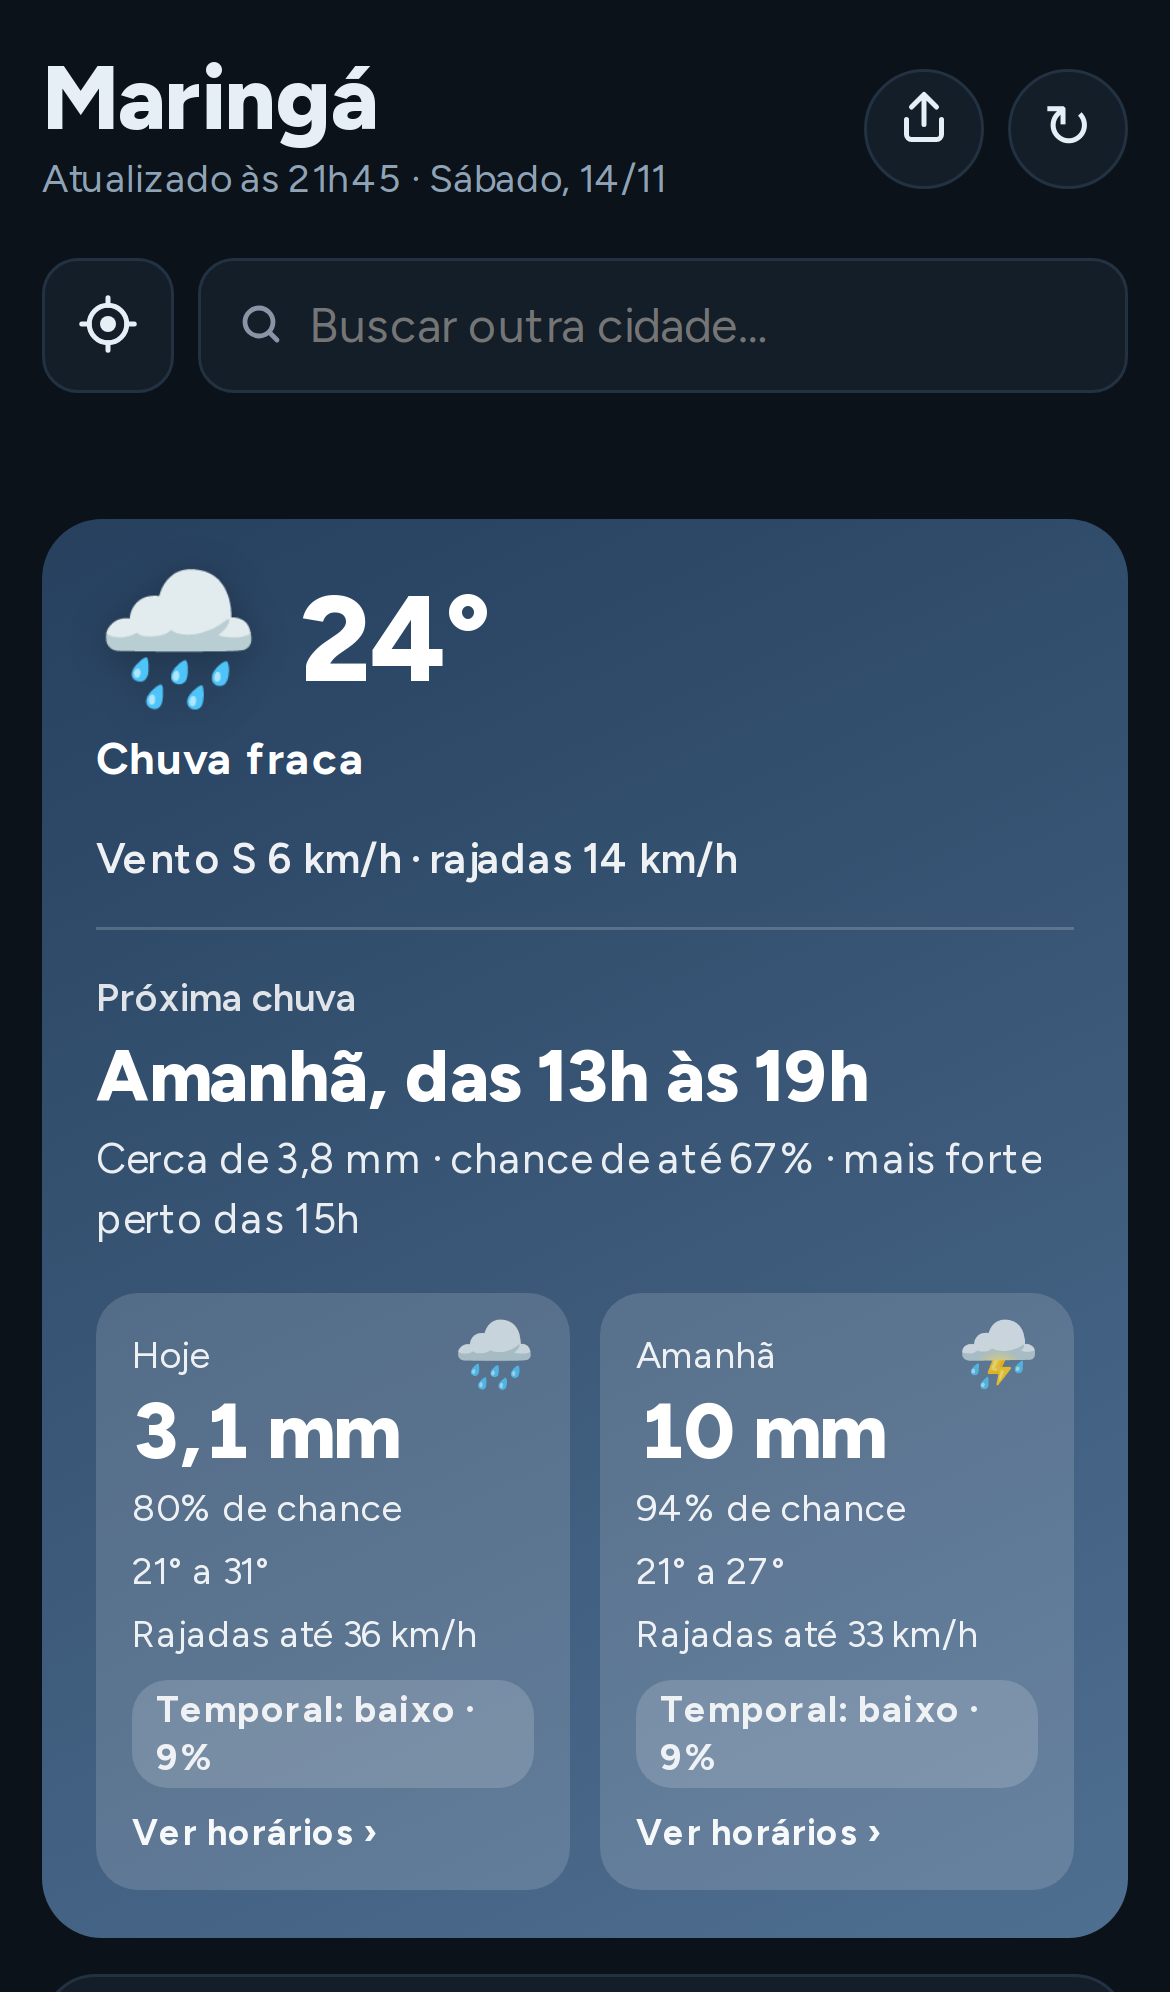 Maringá
Atualizado às 21h45 · Sábado, 14/11
Buscar outra cidade...
24°
Chuva fraca
Vento S 6 km/h · rajadas 14 km/h
Próxima chuva
Amanhã, das 13h às 19h
Cerca de 3,8 mm · chance de até 67% · mais forte
perto das 15h
Hoje
3,1 mm
80% de chance
21° a 31°
Rajadas até 36 km/h
Temporal: baixo ·
9%
Ver horários ›
Amanhã
10 mm
94% de chance
21° a 27°
Rajadas até 33 km/h
Temporal: baixo ·
9%
Ver horários ›